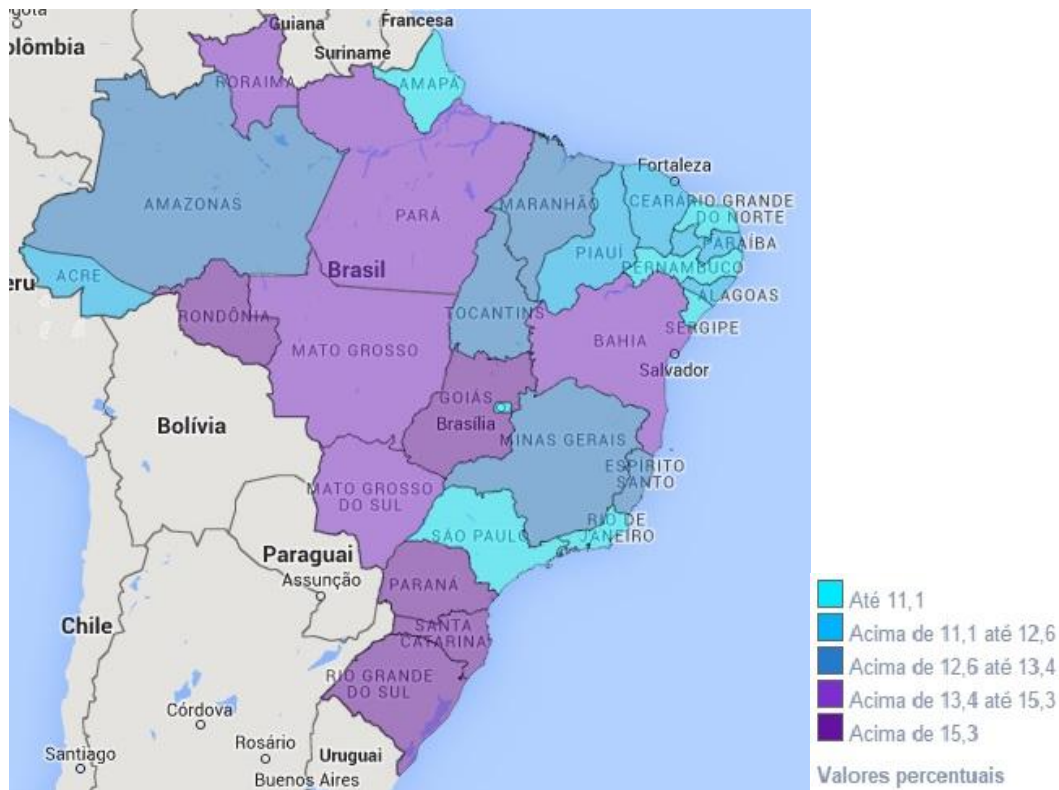 Guiana
Francesa
Suriname
olômbia
RORAIMA
AMAPÁ
AMAZONAS
PARÁ
MARANHÃO
Fortaleza
CEARÁ
RIO GRANDE
DO NORTE
PARAÍBA
PIAUÍ
PERNAMBUCO
ALAGOAS
SERGIPE
ACRE
eru
Brasil
RONDÔNIA
TOCANTINS
MATO GROSSO
BAHIA
Salvador
GOIÁS
Brasília
Bolívia
MINAS GERAIS
ESPÍRITO
SANTO
MATO GROSSO
DO SUL
SÃO PAULO
RIO DE
JANEIRO
Paraguai
Assunção
PARANÁ
Chile
SANTA
CATARINA
RIO GRANDE
DO SUL
Córdova
Rosário
Santiago
Uruguai
Buenos Aires
Até 11,1
Acima de 11,1 até 12,6
Acima de 12,6 até 13,4
Acima de 13,4 até 15,3
Acima de 15,3
Valores percentuais